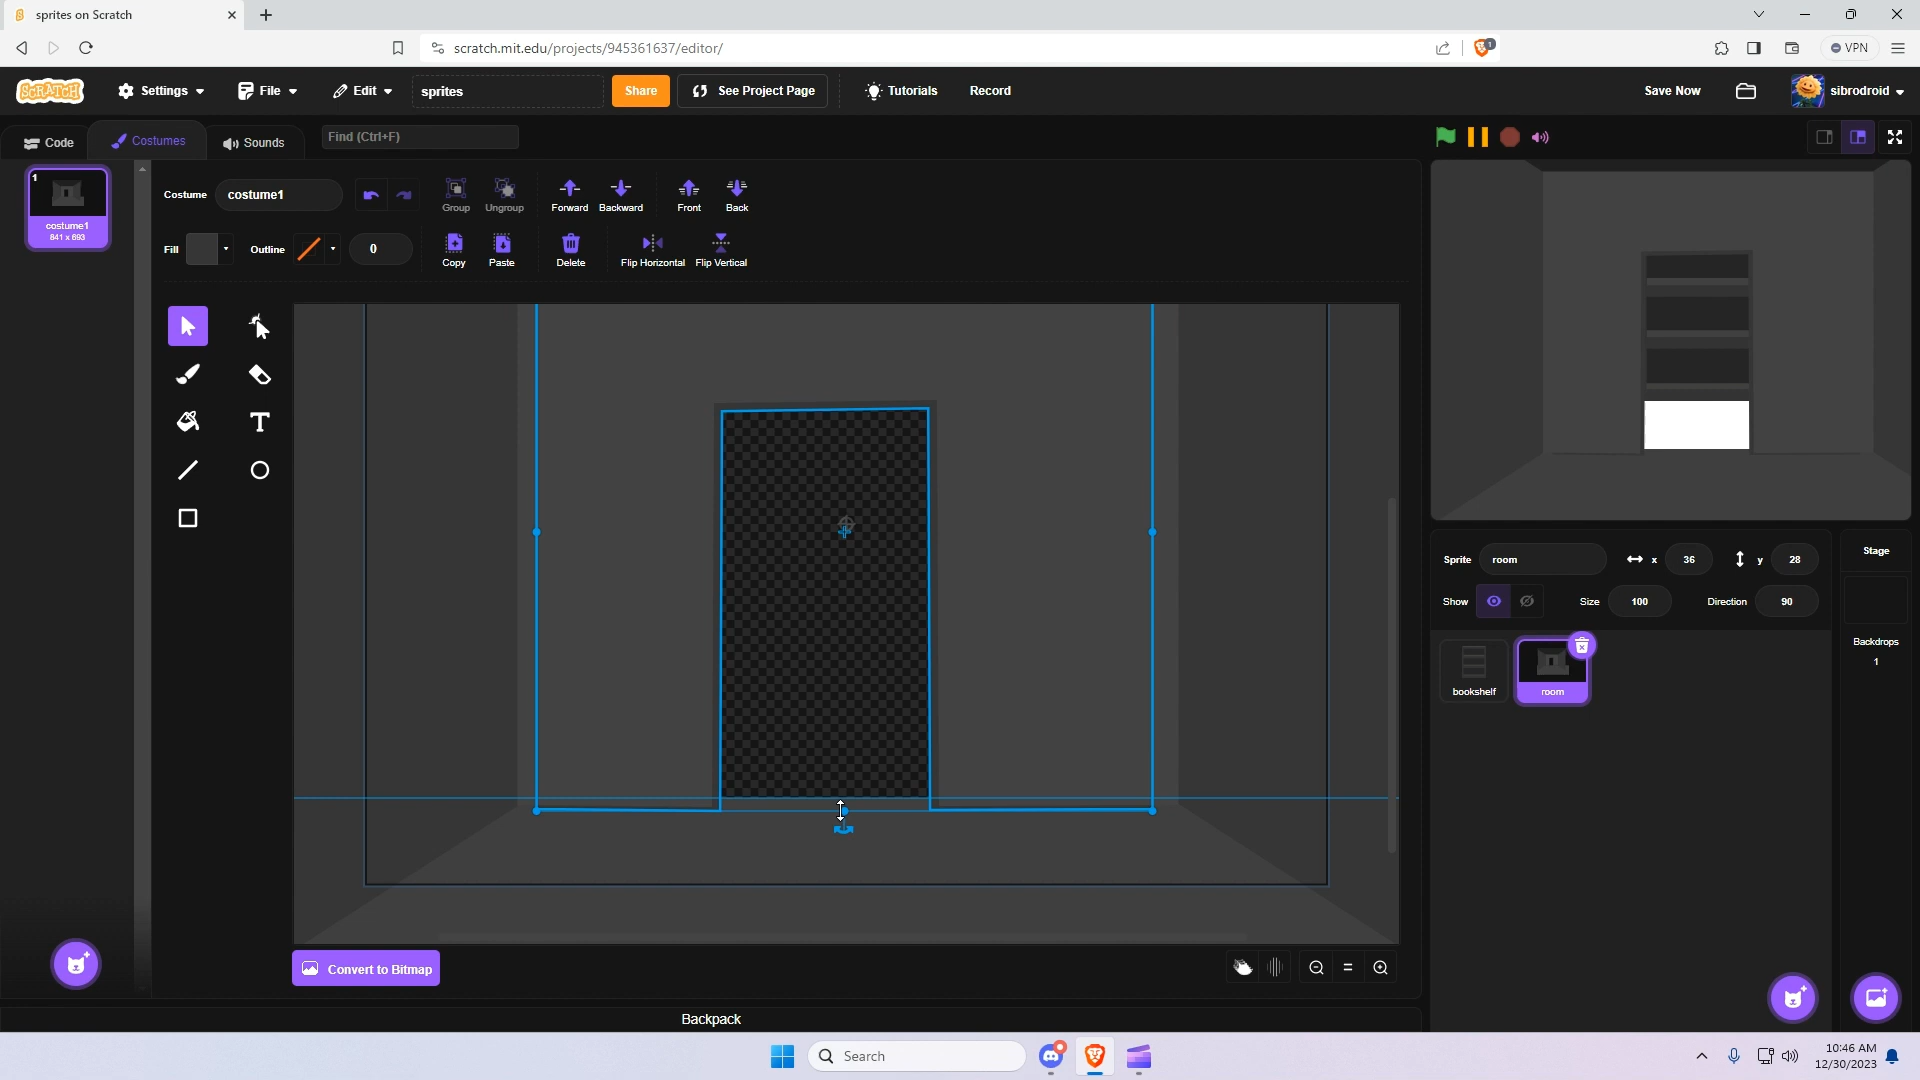 sprites on Scratch
scratch.mit.edu/projects/945361637/editor/
1
VPN
SCRATCH
Settings
File
Edit
sprites
Share
See Project Page
Tutorials
Record
Save Now
sibrodroid
Code
Costumes
Sounds
Find (Ctrl+F)
1
costume1
841 x 693
Costume
costume1
Group
Ungroup
Forward
Backward
Front
Back
Fill
Outline
0
Copy
Paste
Delete
Flip Horizontal
Flip Vertical
Convert to Bitmap
Backpack
Sprite
room
x
36
y
28
Show
Size
100
Direction
90
bookshelf
room
Stage
Backdrops
1
Search
10:46 AM
12/30/2023